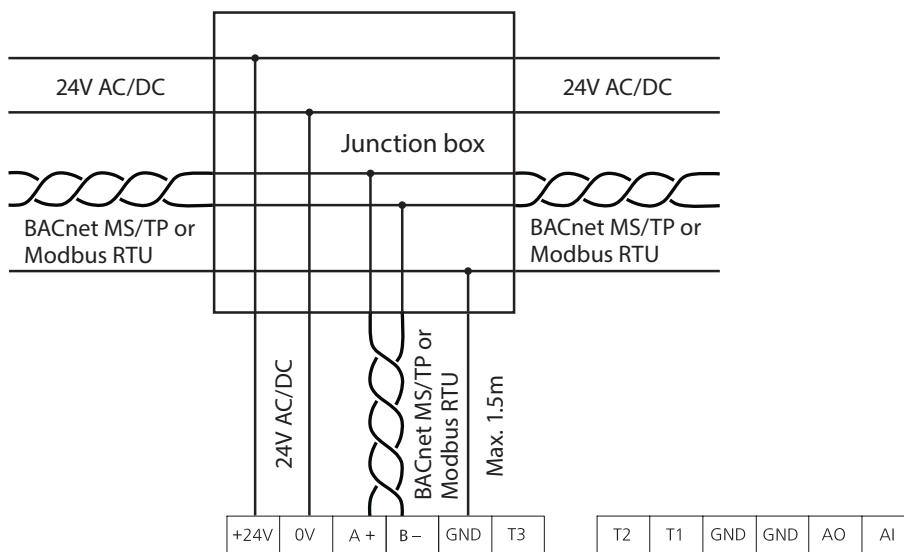 24V AC/DC
24V AC/DC
Junction box
BACnet MS/TP or
Modbus RTU
BACnet MS/TP or
Modbus RTU
24V AC/DC
BACnet MS/TP or
Modbus RTU
Max. 1.5m
+24V 0V A + B – GND T3 T2 T1 GND GND AO AI